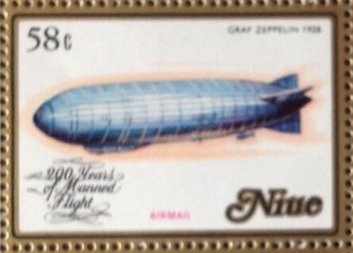 58c
GRAF ZEPPELIN 1928
200 Years
of Manned
Flight
AIRMAIL
Niue